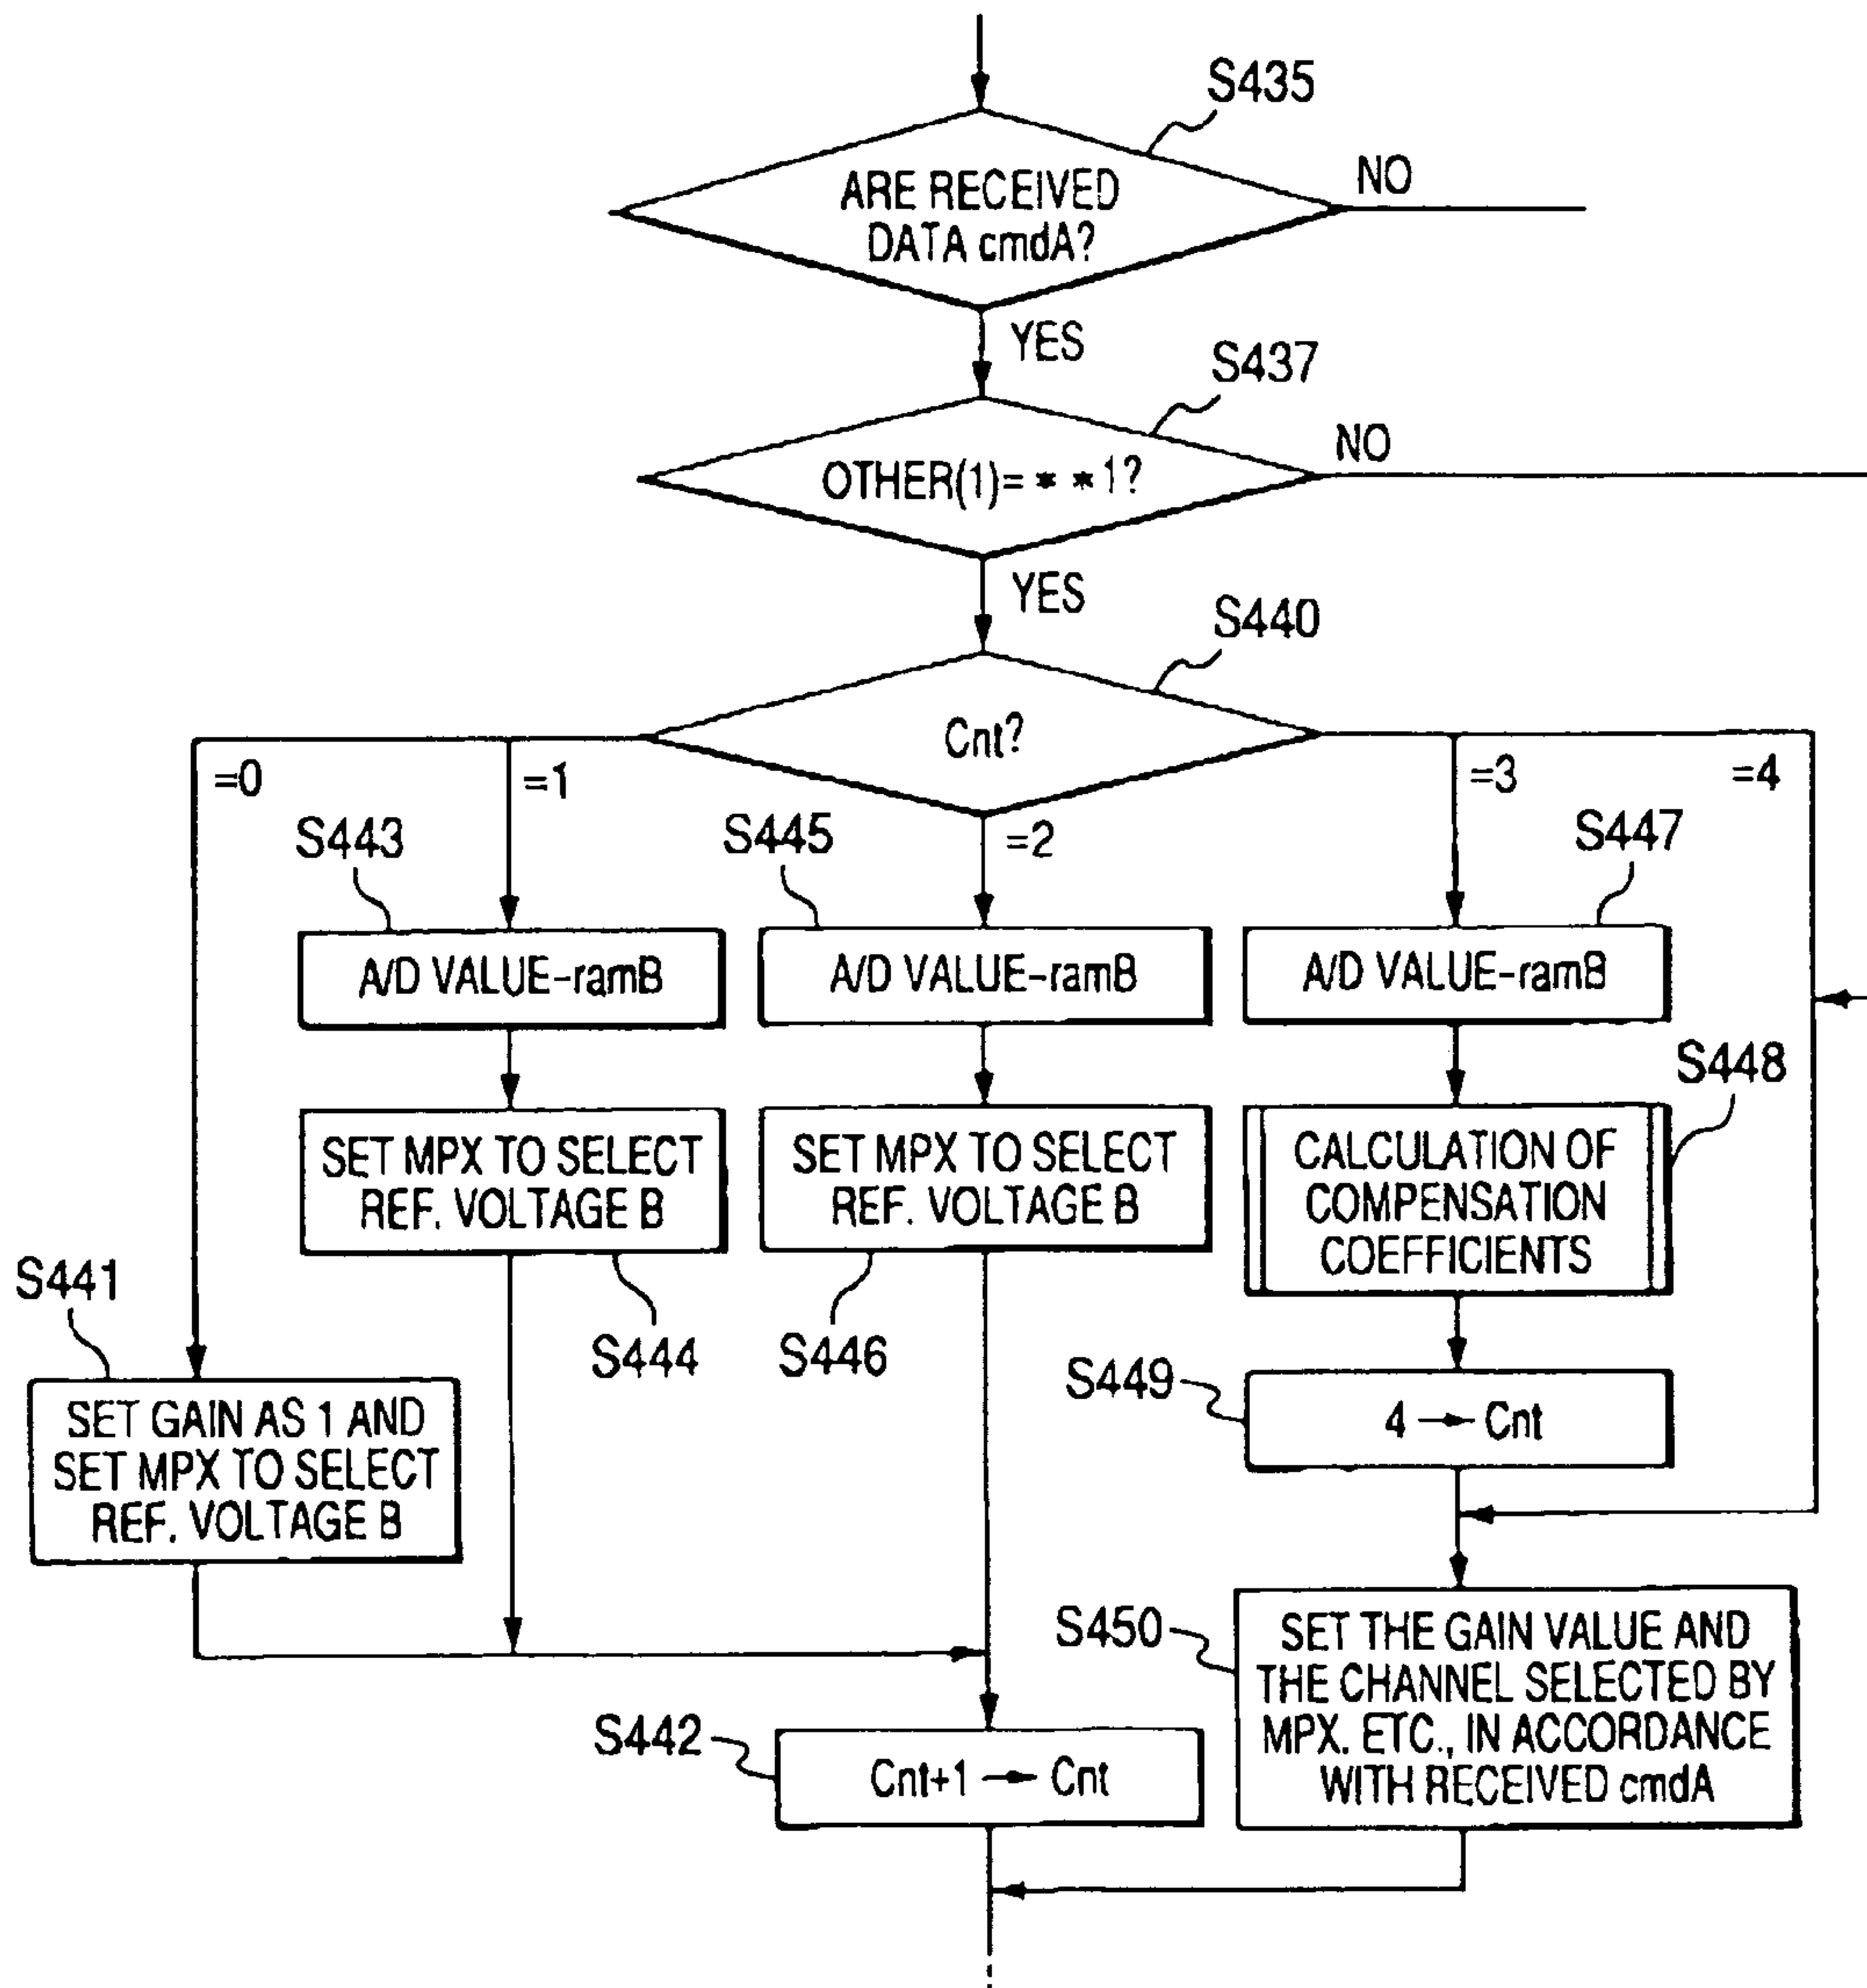 S435
ARE RECEIVED
DATA cmdA?
NO
YES
S437
OTHER(1)= * * 1?
NO
YES
S440
Cnt?
=0
=1
=2
=3
=4
S443
S445
S447
A/D VALUE-ramB
A/D VALUE-ramB
A/D VALUE-ramB
S448
SET MPX TO SELECT
REF. VOLTAGE B
SET MPX TO SELECT
REF. VOLTAGE B
CALCULATION OF
COMPENSATION
COEFFICIENTS
S441
S444
S446
S449
SET GAIN AS 1 AND
SET MPX TO SELECT
REF. VOLTAGE B
4 → Cnt
S450
SET THE GAIN VALUE AND
THE CHANNEL SELECTED BY
MPX. ETC., IN ACCORDANCE
WITH RECEIVED cmdA
S442
Cnt+1 → Cnt